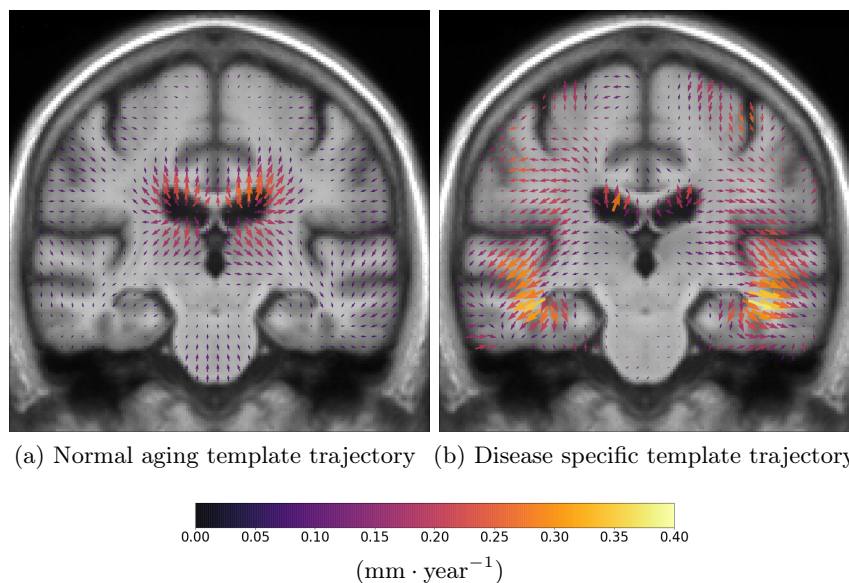 (a) Normal aging template trajectory
(b) Disease specific template trajectory
0.00 0.05 0.10 0.15 0.20 0.25 0.30 0.35 0.40
(mm · year⁻¹)